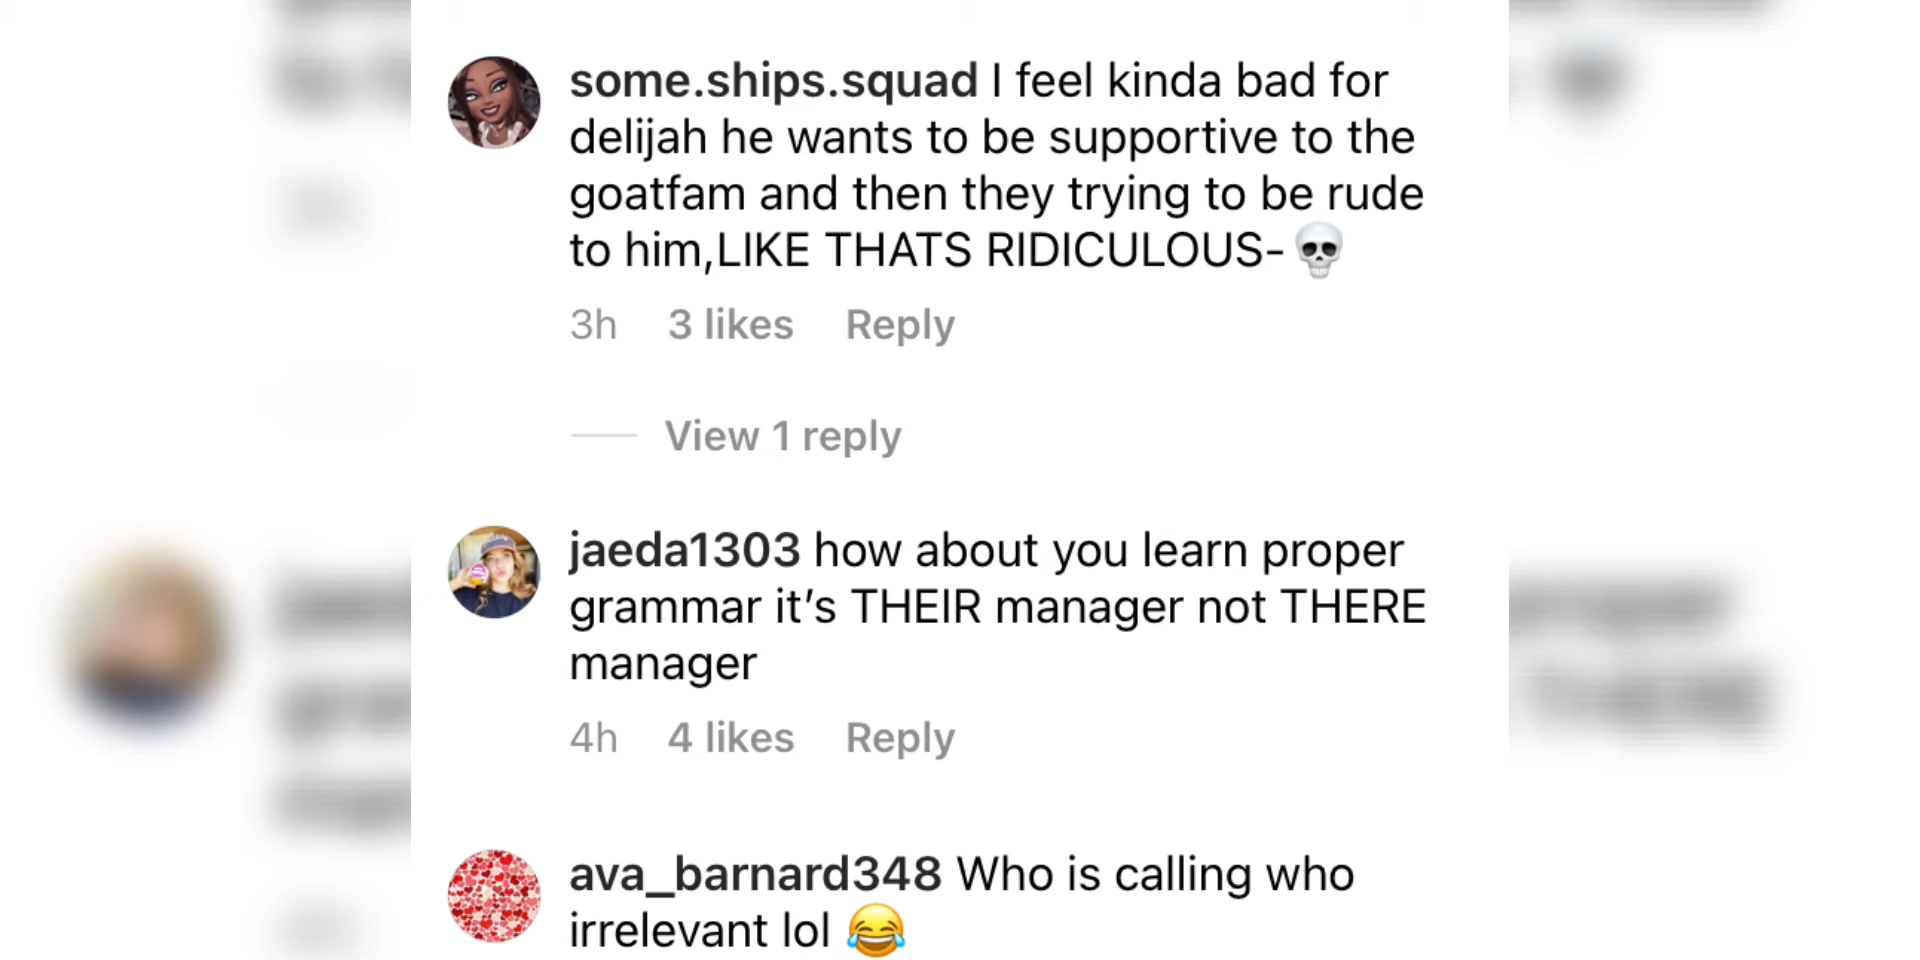 some.ships.squad I feel kinda bad for
delijah he wants to be supportive to the
goatfam and then they trying to be rude
to him,LIKE THATS RIDICULOUS-💀
3h 3 likes Reply
View 1 reply
jaeda1303 how about you learn proper
grammar it’s THEIR manager not THERE
manager
4h 4 likes Reply
ava_barnard348 Who is calling who
irrelevant lol 😂